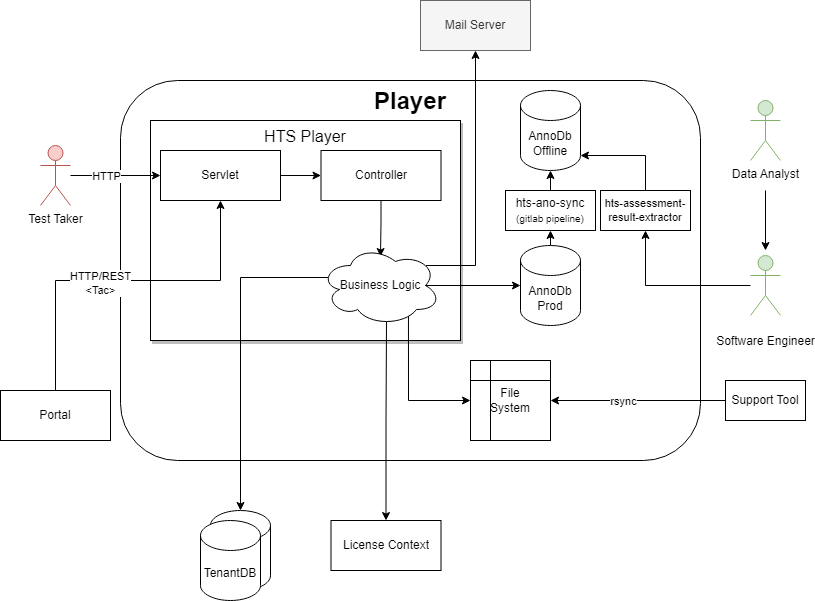 Mail Server
Player
HTS Player
Servlet
Controller
HTTP
Test Taker
AnnoDb
Offline
hts-ano-sync
(gitlab pipeline)
hts-assessment-
result-extractor
Data Analyst
HTTP/REST
<Tac>
Business Logic
AnnoDb
Prod
Software Engineer
Portal
File
System
rsync
Support Tool
TenantDB
License Context